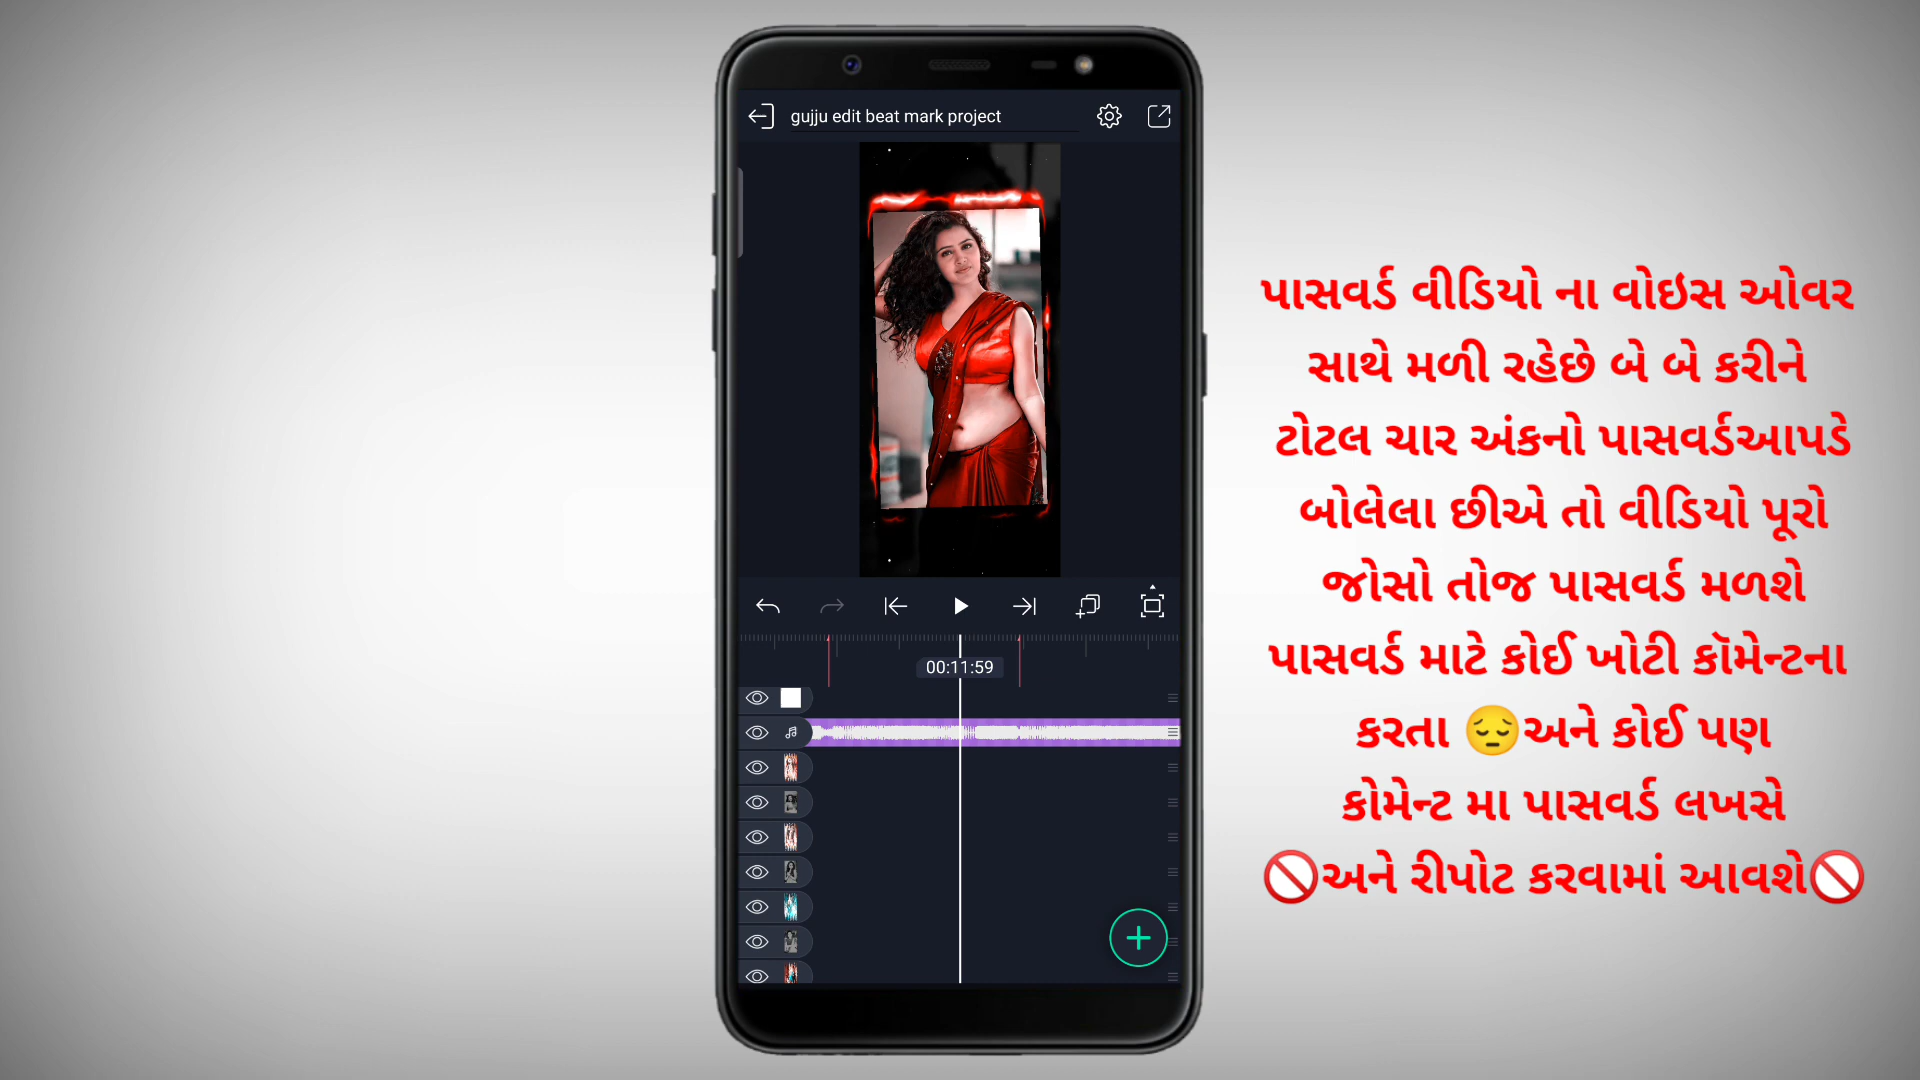 gujju edit beat mark project
00:11:59
પાસવર્ડ વીડિયો ના વોઇસ ઓવર
સાથે મળી રહેછે બે બે કરીને
ટોટલ ચાર અંકનો પાસવર્ડઆપડે
બોલેલા છીએ તો વીડિયો પૂરો
જોસો તોજ પાસવર્ડ મળશે
પાસવર્ડ માટે કોઈ ખોટી કૉમેન્ટના
કરતા 😔અને કોઈ પણ
કોમેન્ટ મા પાસવર્ડ લખસે
🚫અને રીપોટ કરવામાં આવશે🚫